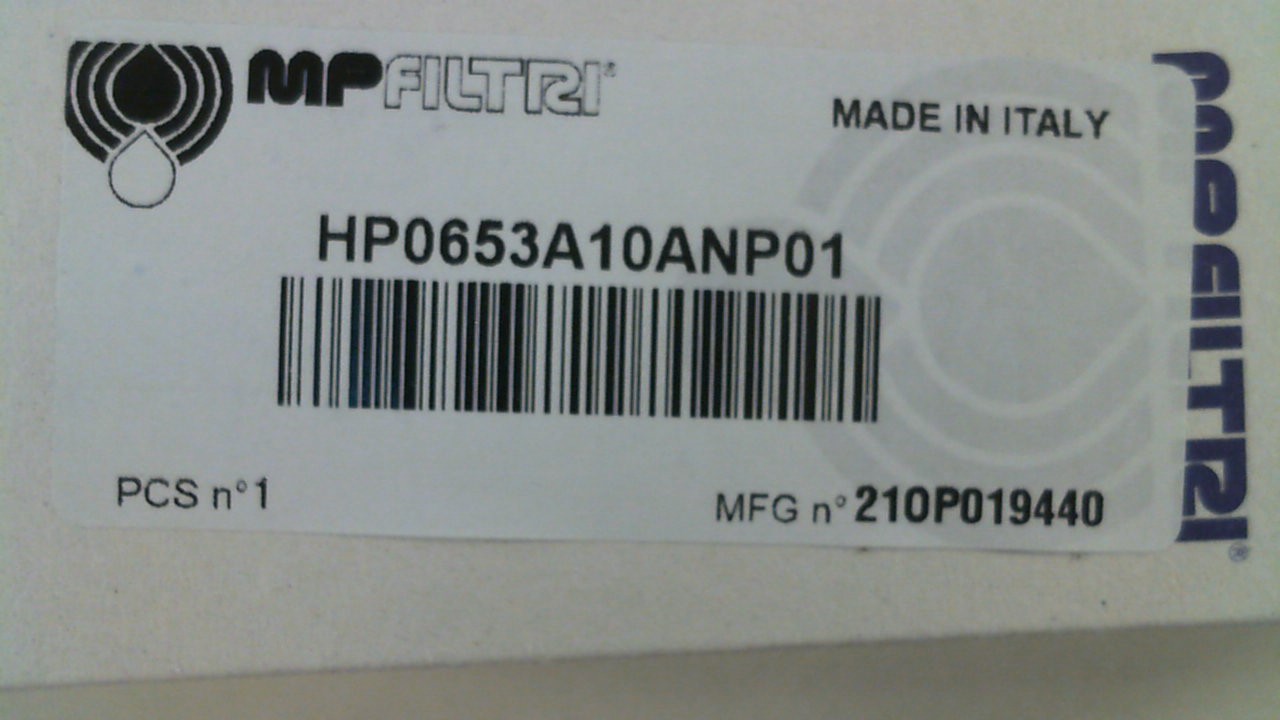 MPFILTRI®
MADE IN ITALY
HP0653A10ANP01
PCS n° 1
MFG n° 21OP019440
MPFILTRI®